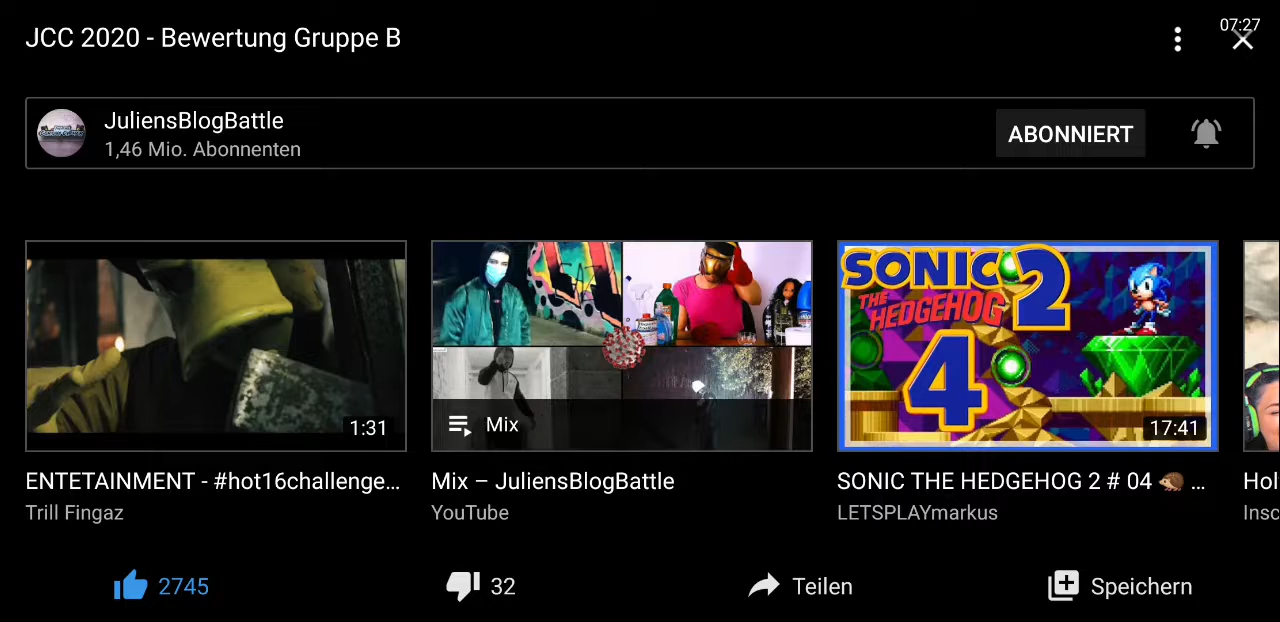 JCC 2020 - Bewertung Gruppe B
07:27
JuliensBlogBattle
1,46 Mio. Abonnenten
ABONNIERT
1:31
Mix
SONIC 2
THE HEDGEHOG
4
17:41
ENTETAINMENT - #hot16challenge...
Trill Fingaz
Mix – JuliensBlogBattle
YouTube
SONIC THE HEDGEHOG 2 # 04 🦔 ...
LETSPLAYmarkus
Hol
Insc
2745
32
Teilen
Speichern